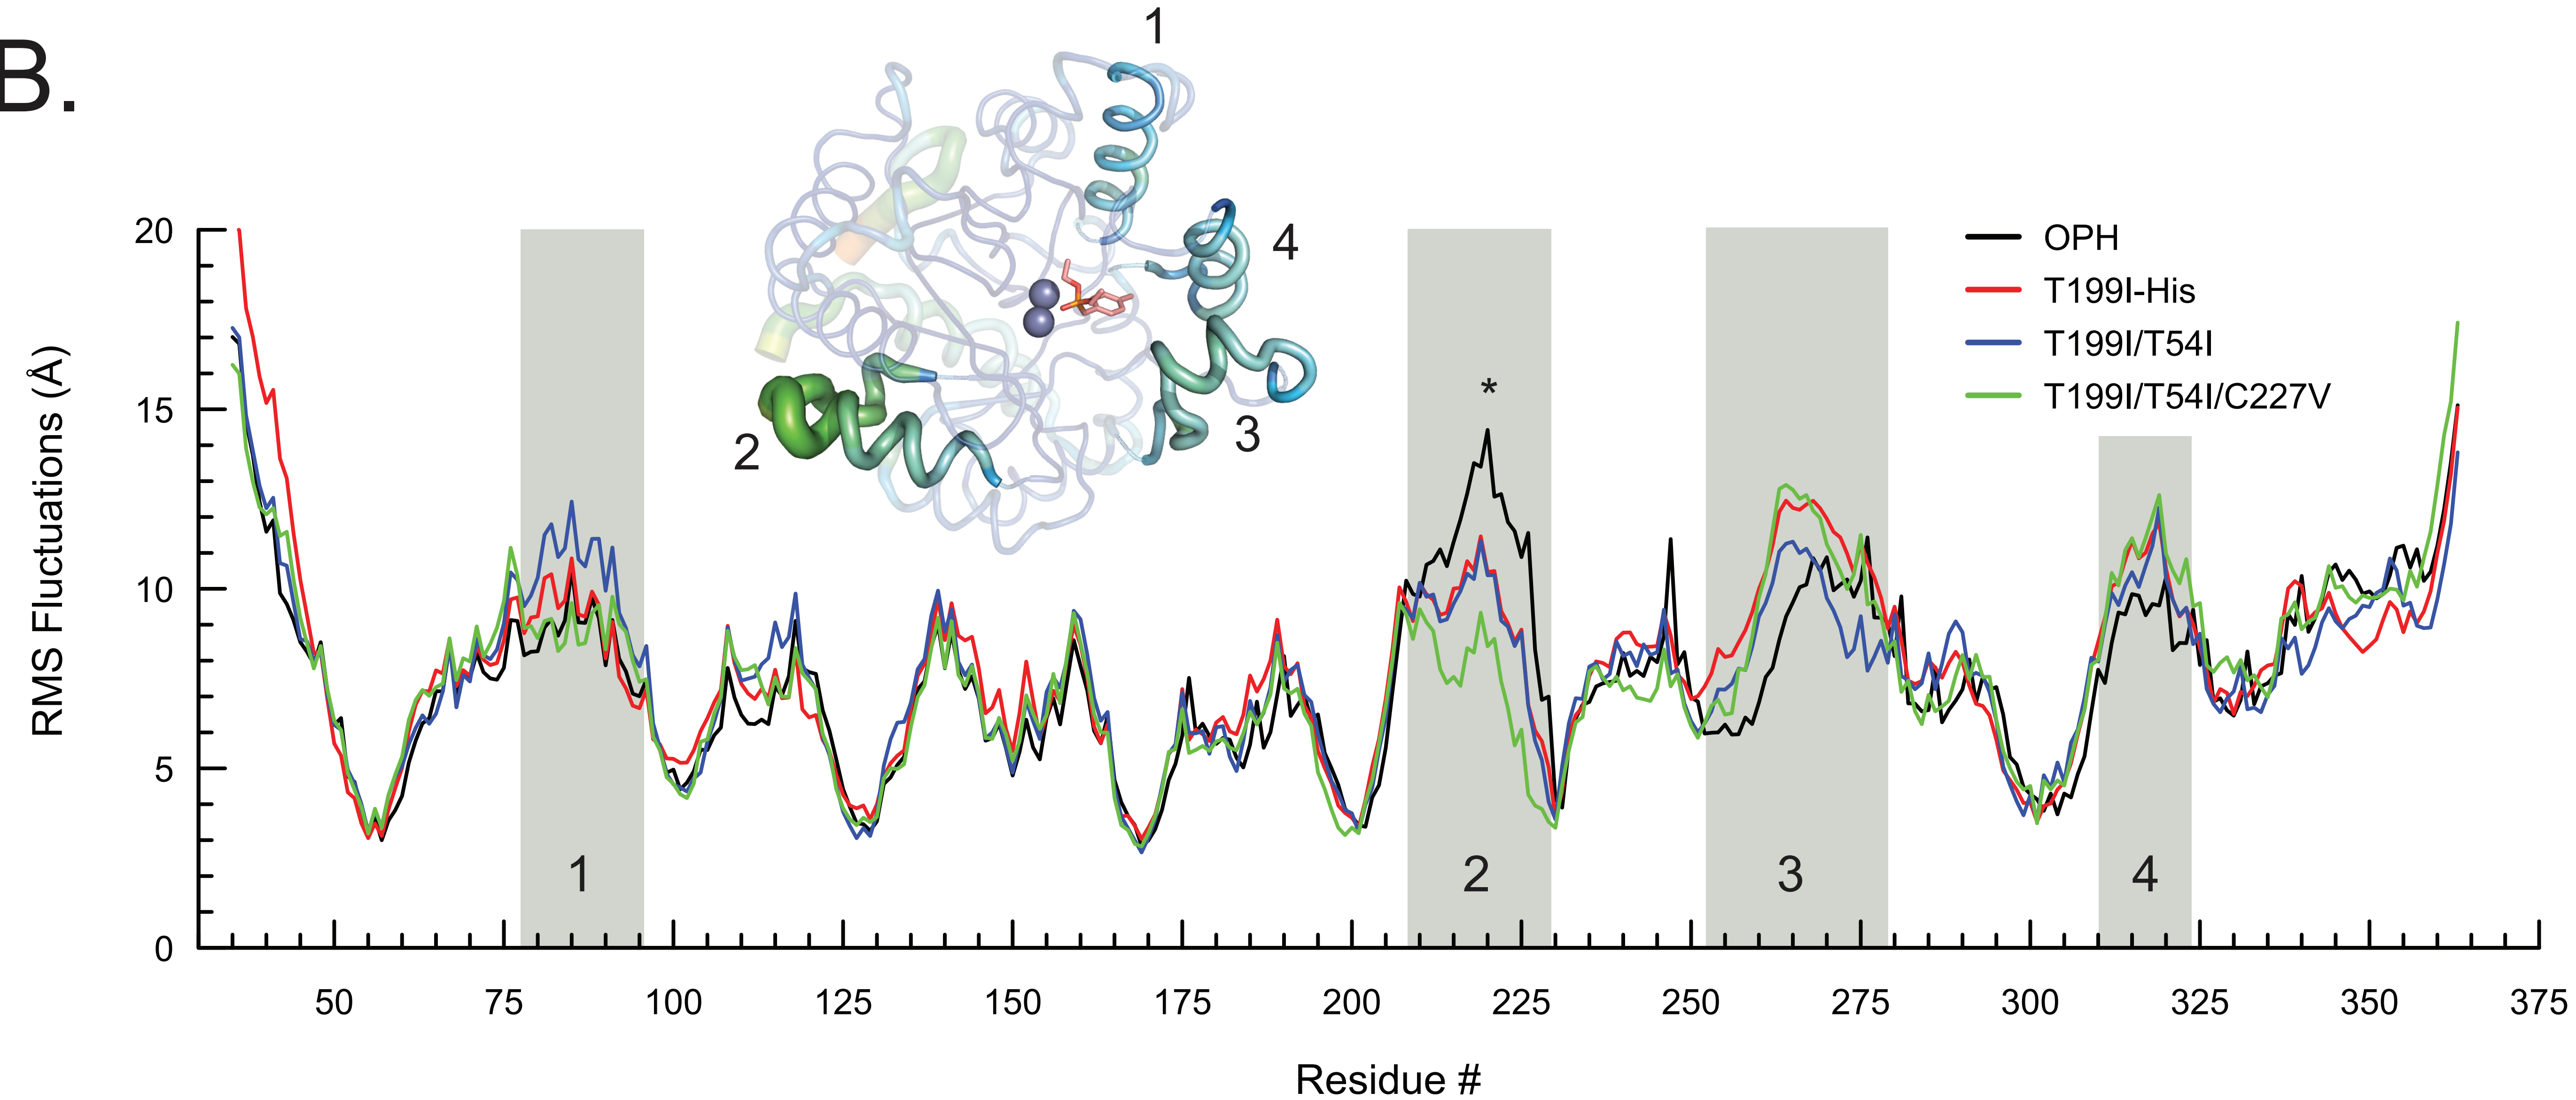 B.
1
4
3
2
OPH
T199I-His
T199I/T54I
T199I/T54I/C227V
*
RMS Fluctuations (Å)
20
15
10
5
0
1
2
3
4
50 75 100 125 150 175 200 225 250 275 300 325 350 375
Residue #